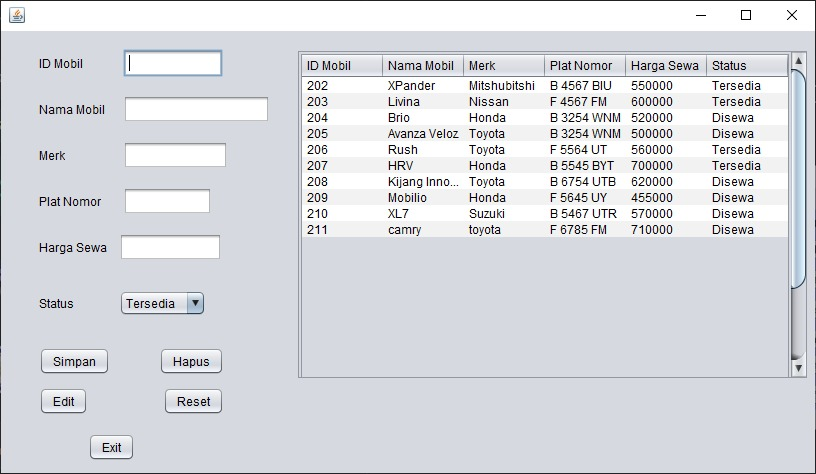 ID Mobil
Nama Mobil
Merk
Plat Nomor
Harga Sewa
Status Tersedia
Simpan Hapus
Edit Reset
Exit
ID Mobil Nama Mobil Merk Plat Nomor Harga Sewa Status
202 XPander Mitshubitshi B 4567 BIU 550000 Tersedia
203 Livina Nissan F 4567 FM 600000 Tersedia
204 Brio Honda B 3254 WNM 520000 Disewa
205 Avanza Veloz Toyota B 3254 WNM 500000 Disewa
206 Rush Toyota F 5564 UT 560000 Tersedia
207 HRV Honda B 5545 BYT 700000 Tersedia
208 Kijang Inno... Toyota B 6754 UTB 620000 Disewa
209 Mobilio Honda F 5645 UY 455000 Disewa
210 XL7 Suzuki B 5467 UTR 570000 Disewa
211 camry toyota F 6785 FM 710000 Disewa